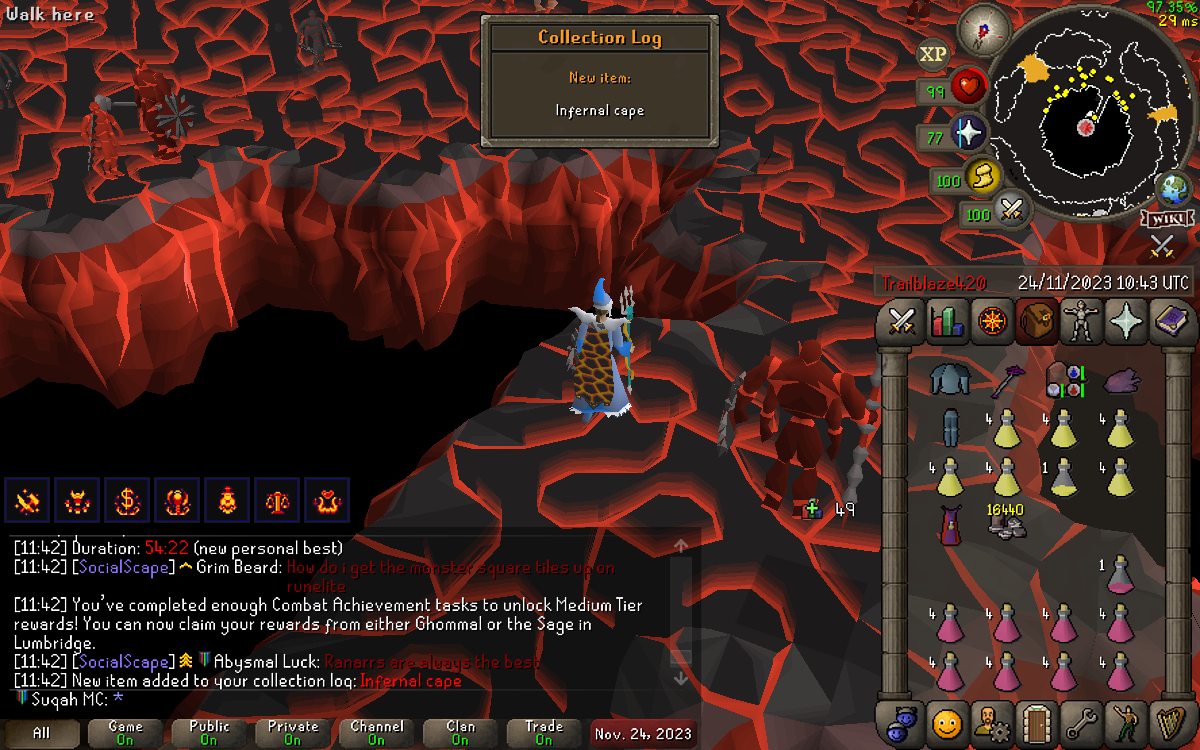 Walk here
Collection Log
New item:
Infernal cape
97.35%
29 ms
XP
99
77
100
100
WIKI
Trailblaze420 24/11/2023 10:43 UTC
4 4 4
4 4 1 4
16440
1
4 4 4 4
4 4 4 4
49
[11:42] Duration: 54:22 (new personal best)
[11:42] [SocialScape] Grim Beard: How do i get the monster square tiles up on
runelite
[11:42] You've completed enough Combat Achievement tasks to unlock Medium Tier
rewards! You can now claim your rewards from either Ghommal or the Sage in
Lumbridge.
[11:42] [SocialScape] Abysmal Luck: Ranarrs are always the best
[11:42] New item added to your collection log: Infernal cape
Suqah MC: *
All
Game
On
Public
On
Private
On
Channel
On
Clan
On
Trade
On
Nov. 24, 2023